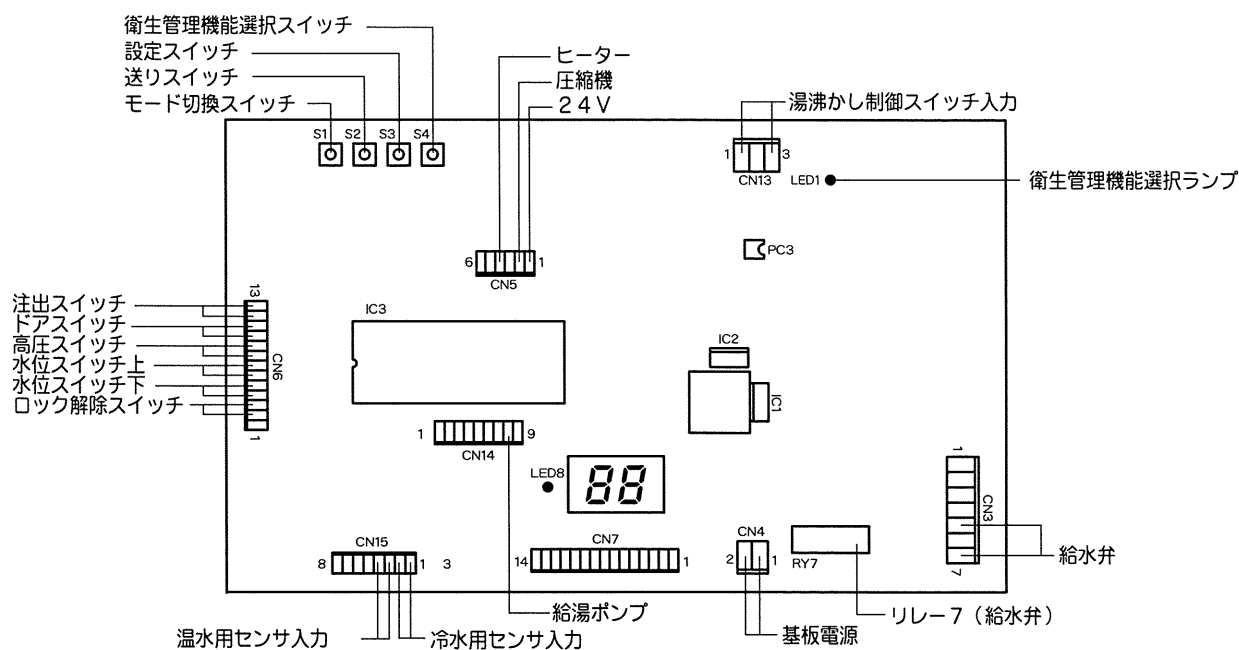 衛生管理機能選択スイッチ
設定スイッチ
送りスイッチ
モード切換スイッチ
ヒーター
圧縮機
24V
湯沸かし制御スイッチ入力
S1 S2 S3 S4
1 3
CN13 LED1
衛生管理機能選択ランプ
PC3
6 1
CN5
13
注出スイッチ
ドアスイッチ
高圧スイッチ
水位スイッチ上
水位スイッチ下
ロック解除スイッチ
CN6
1
IC3
IC2
IC1
1 9
CN14
LED8
88
1
CN3
7
給水弁
CN15
8 1 3
CN7
14 1
CN4
2 1
RY7
給湯ポンプ
リレー7（給水弁）
温水用センサ入力
冷水用センサ入力
基板電源